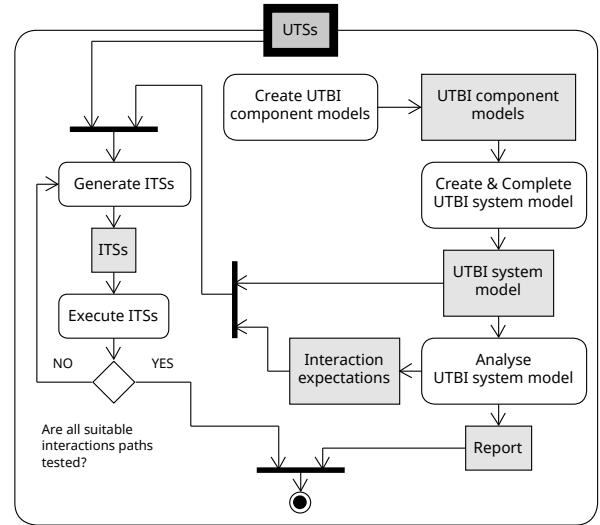 UTSs
Create UTBI
component models
UTBI component
models
Generate ITSs
Create & Complete
UTBI system model
ITSs
UTBI system
model
Execute ITSs
Interaction
expectations
Analyse
UTBI system model
NO
YES
Are all suitable
interactions paths
tested?
Report